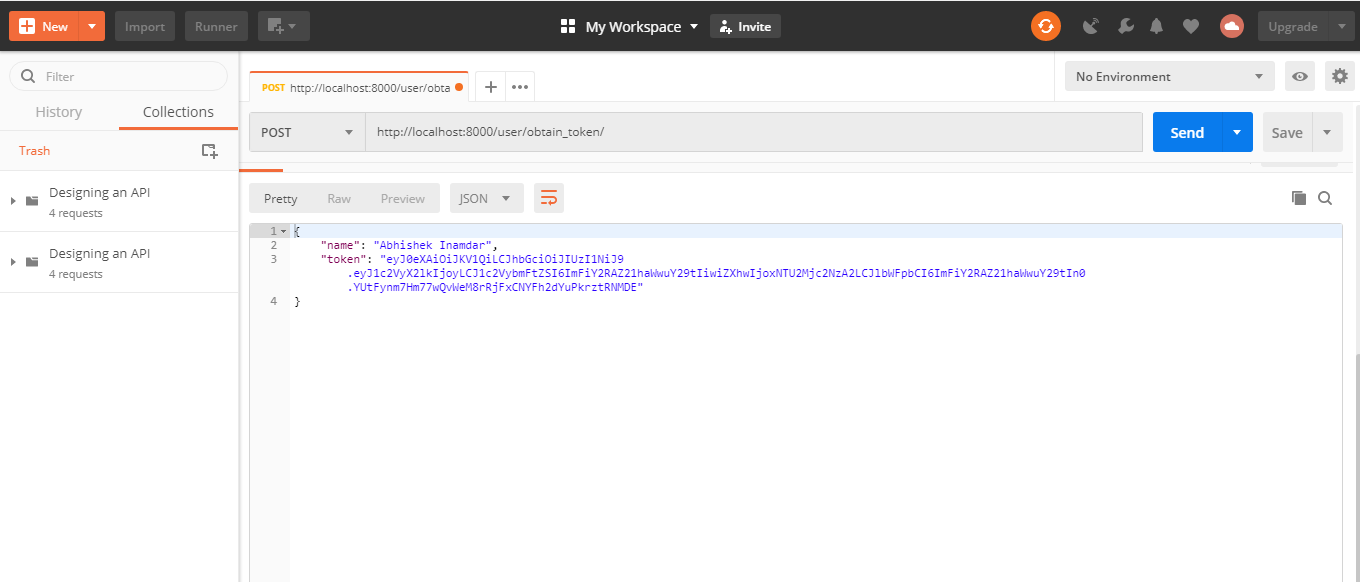 New Import Runner My Workspace Invite Upgrade
Filter
History Collections
Trash
Designing an API
4 requests
Designing an API
4 requests
POST http://localhost:8000/user/obta
No Environment
POST http://localhost:8000/user/obtain_token/ Send Save
Pretty Raw Preview JSON
1 {
2 "name": "Abhishek Inamdar",
3 "token": "eyJ0eXAiOiJKV1QiLCJhbGciOiJIUzI1NiJ9
.eyJ1c2VyX2lkIjoyLCJ1c2VybmFtZSI6ImFiY2RAZ21haWwuY29tIiwiZXhwIjoxNTU2Mjc2NzA2LCJlbWFpbCI6ImFiY2RAZ21haWwuY29tIn0
.YUtFynm7Hm77wQvWeM8rRjFxCNYFh2dYuPkrztRNMDE"
4 }